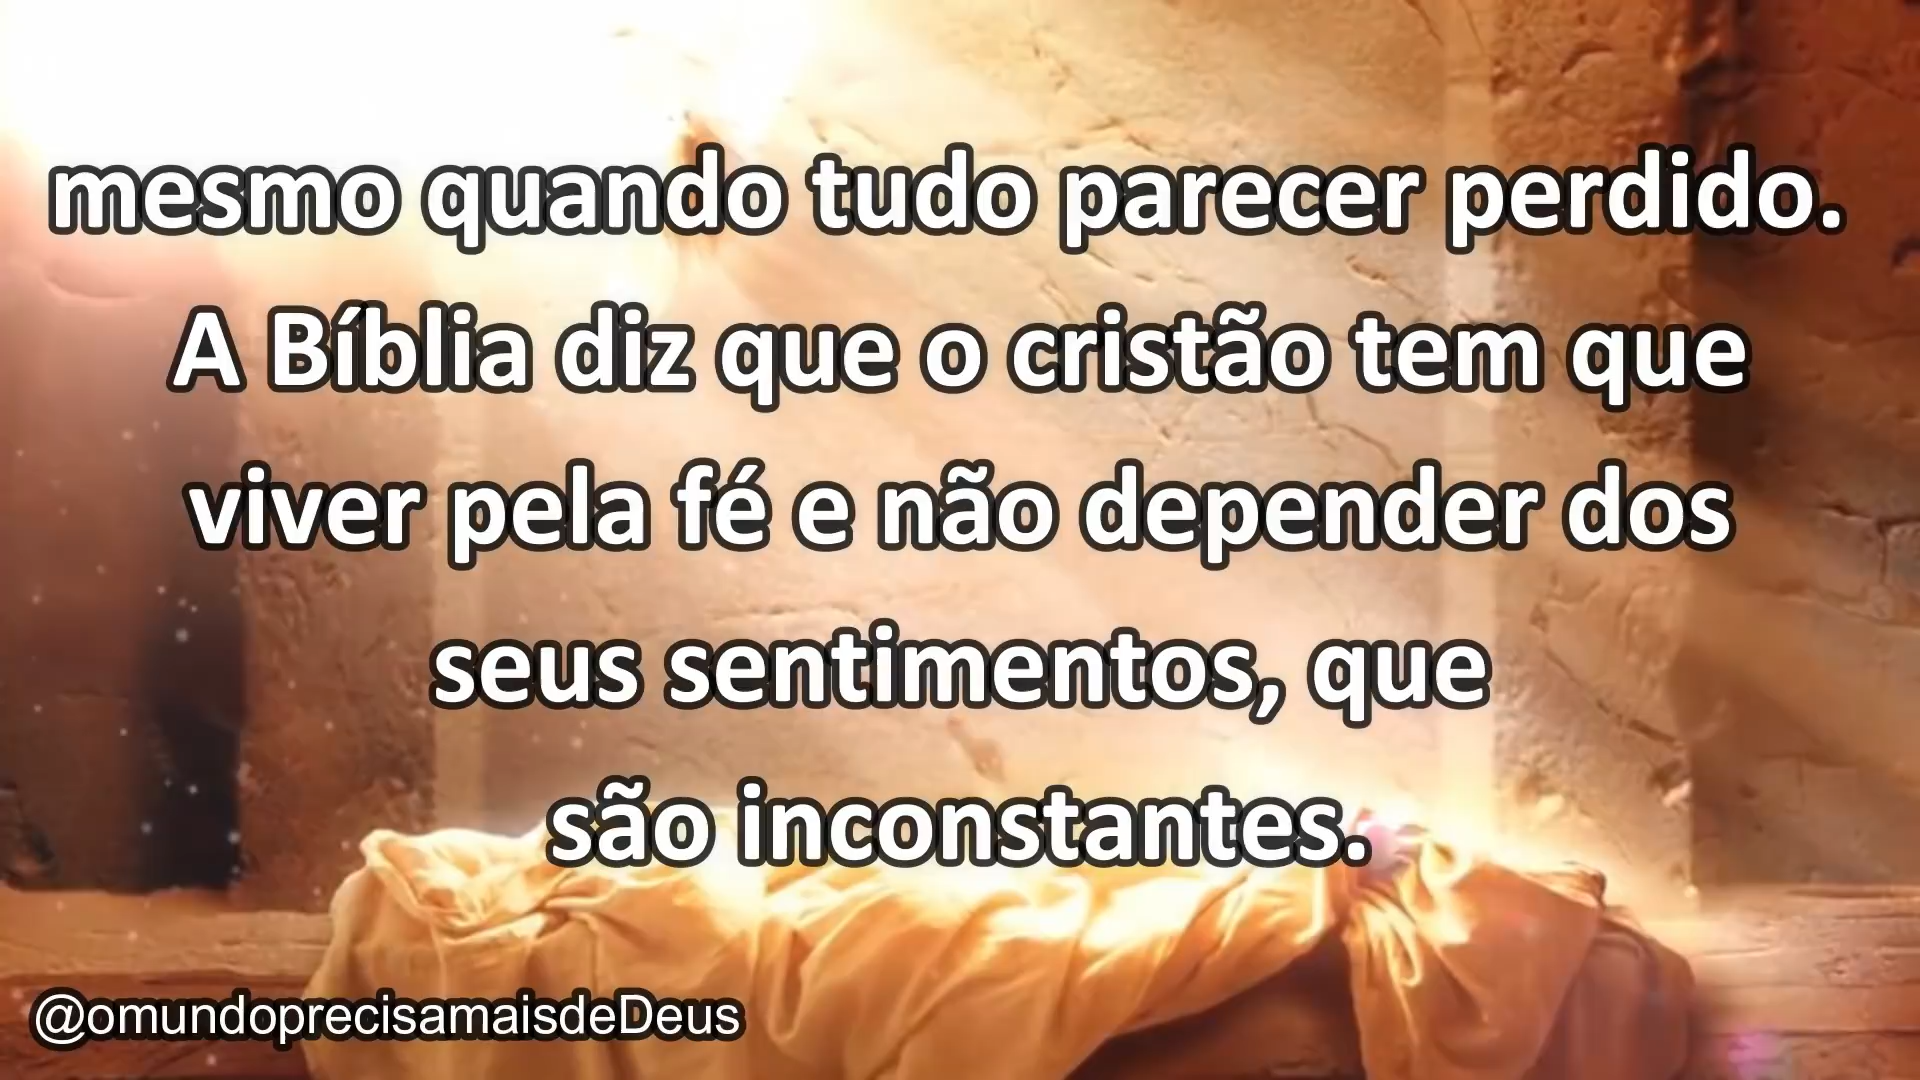 mesmo quando tudo parecer perdido.
A Bíblia diz que o cristão tem que
viver pela fé e não depender dos
seus sentimentos, que
são inconstantes.
@omundoprecisamaisdeDeus